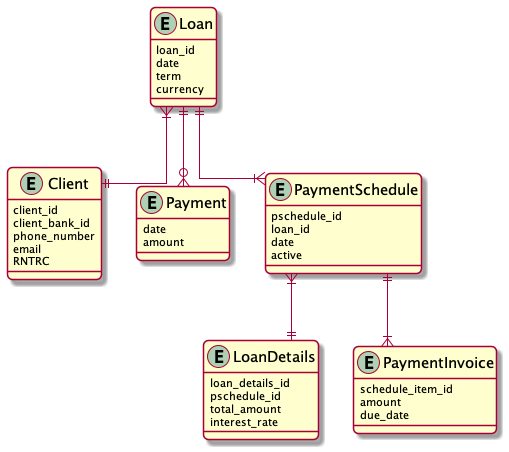 E Loan
loan_id
date
term
currency
E Client
client_id
client_bank_id
phone_number
email
RNTRC
E Payment
date
amount
E PaymentSchedule
pschedule_id
loan_id
date
active
E LoanDetails
loan_details_id
pschedule_id
total_amount
interest_rate
E PaymentInvoice
schedule_item_id
amount
due_date